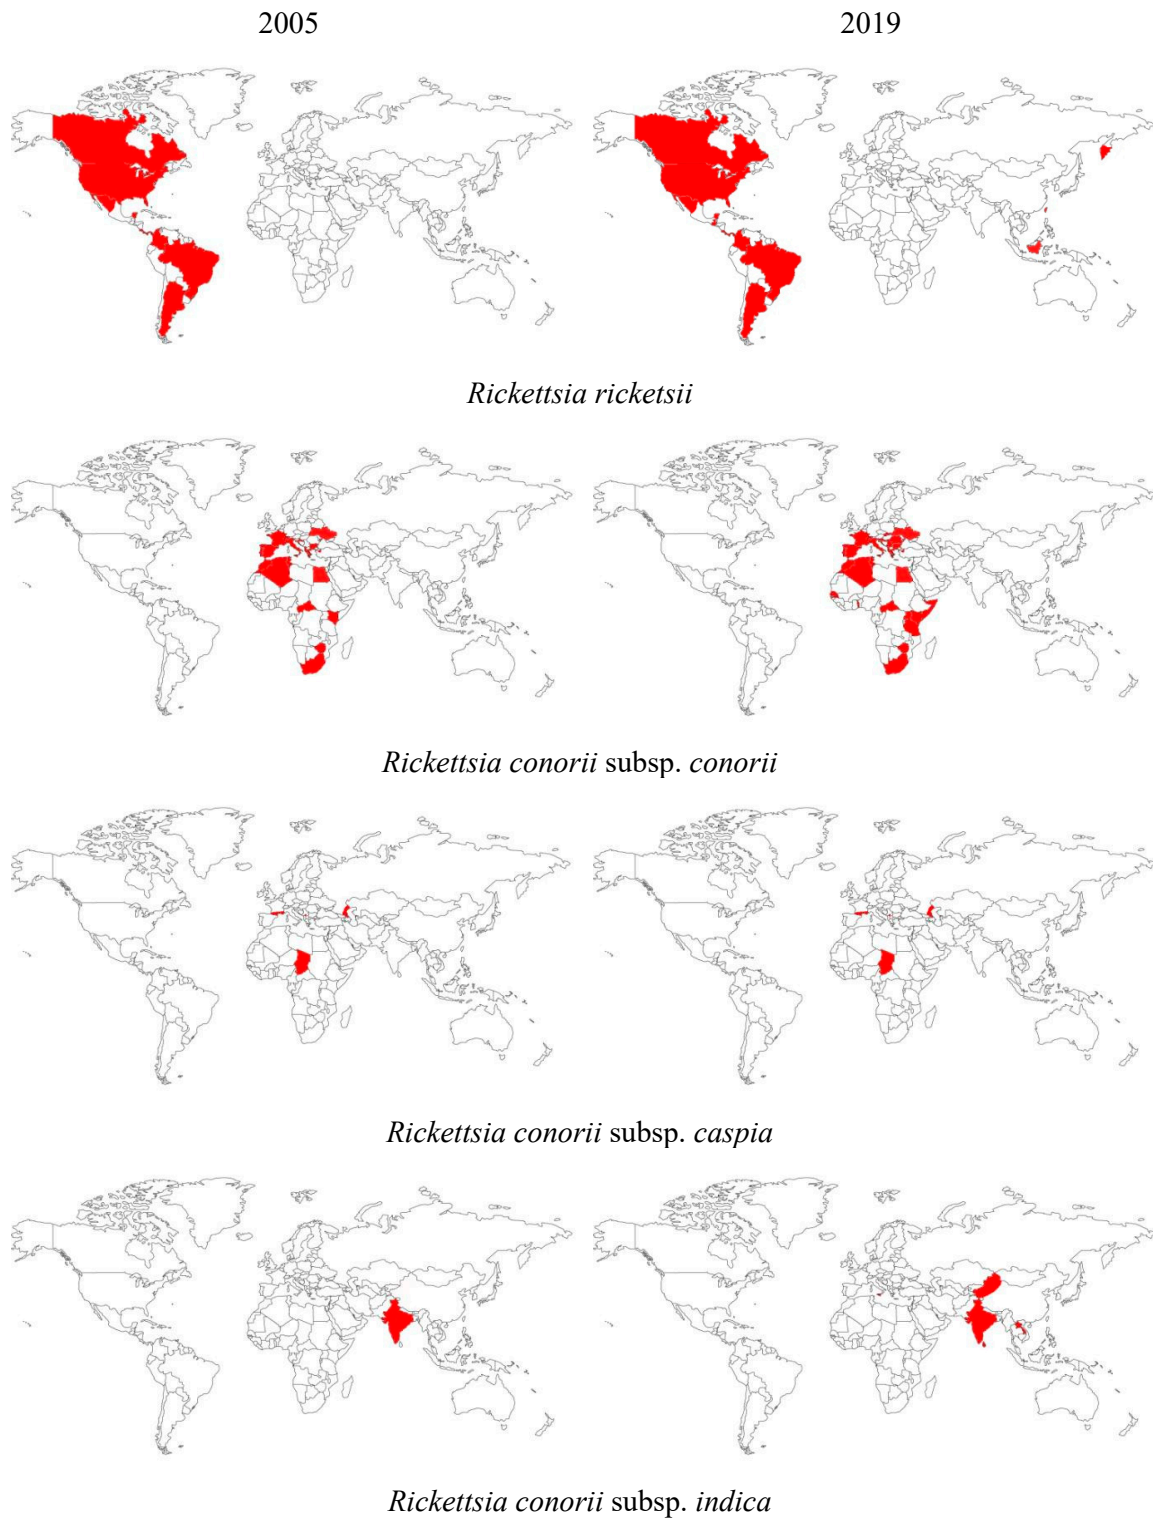 2005 2019
Rickettsia ricketsii
Rickettsia conorii subsp. conorii
Rickettsia conorii subsp. caspia
Rickettsia conorii subsp. indica